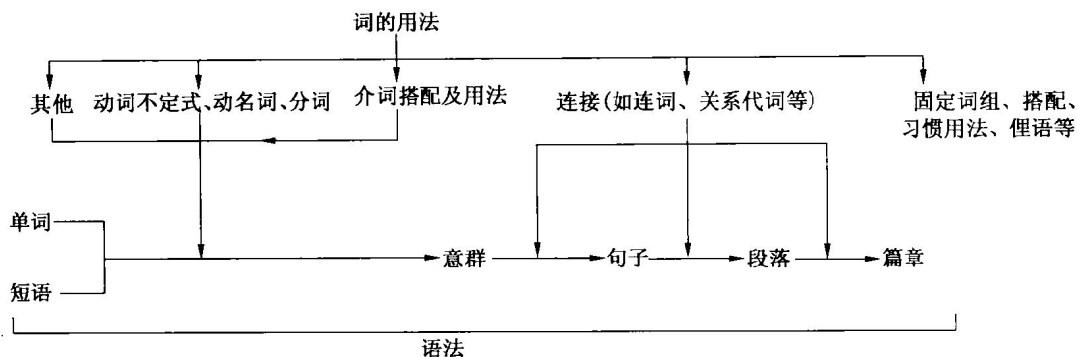 词的用法
其他
动词不定式、动名词、分词
介词搭配及用法
连接(如连词、关系代词等)
固定词组、搭配、
习惯用法、俚语等
单词
短语
意群
句子
段落
篇章
语法